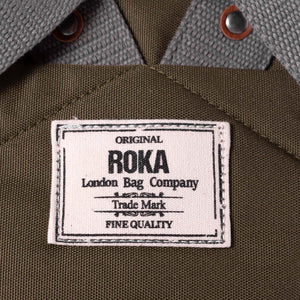 ORIGINAL
ROKA
London Bag Company
Trade Mark
FINE QUALITY